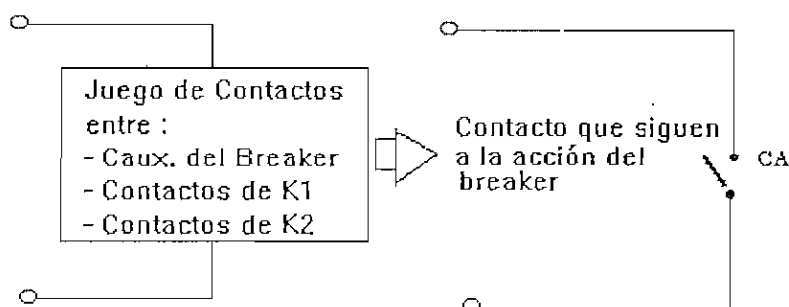 Juego de Contactos
entre :
- Caux. del Breaker
- Contactos de K1
- Contactos de K2
Contacto que siguen
a la acción del
breaker
CA